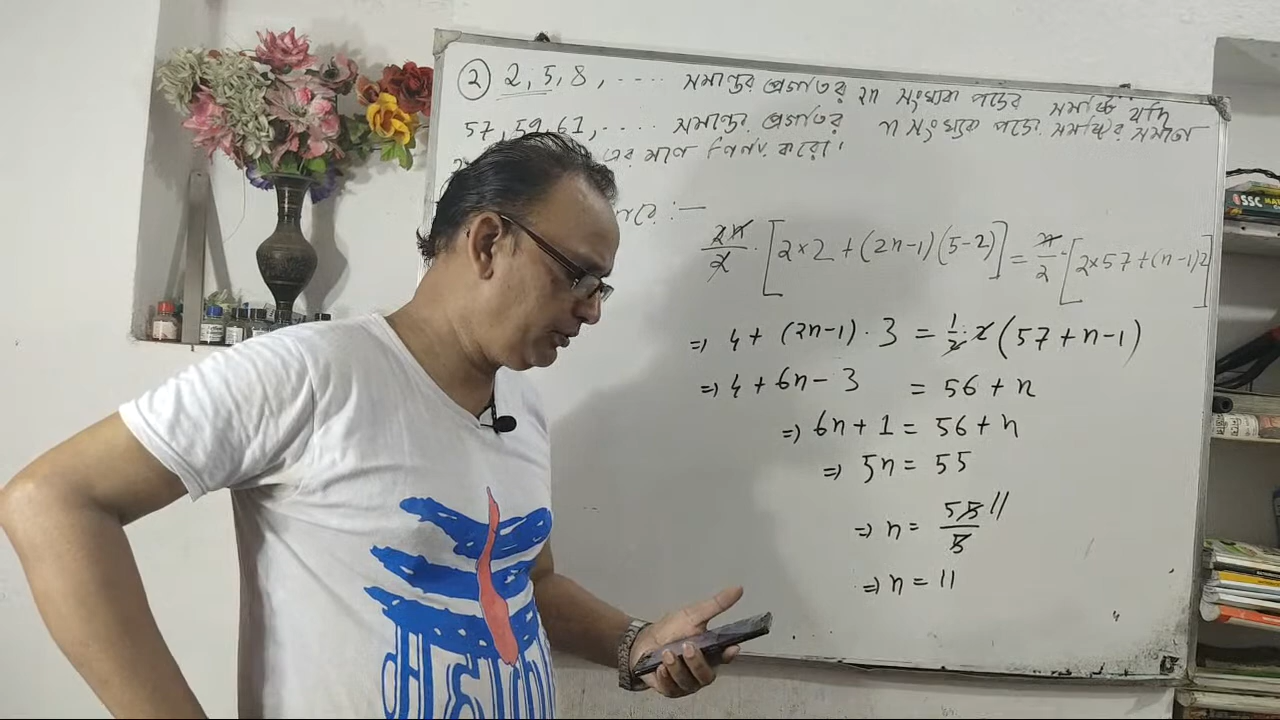 ② 2, 5, 8, ..... সমান্তর প্রগতির 2n সংখ্যক পদের সমষ্টি যদি
57, 59, 61, ..... সমান্তর প্রগতির n সংখ্যক পদের সমষ্টির সমান
এর মান নির্ণয় করো।
2n/2 · [2×2 + (2n-1)(5-2)] = n/2 · [2×57 + (n-1)2]
⇒ 4 + (2n-1) · 3 = 1/2 · 2 (57 + n - 1)
⇒ 4 + 6n - 3 = 56 + n
⇒ 6n + 1 = 56 + n
⇒ 5n = 55
⇒ n = 55/5 11
⇒ n = 11
SSC